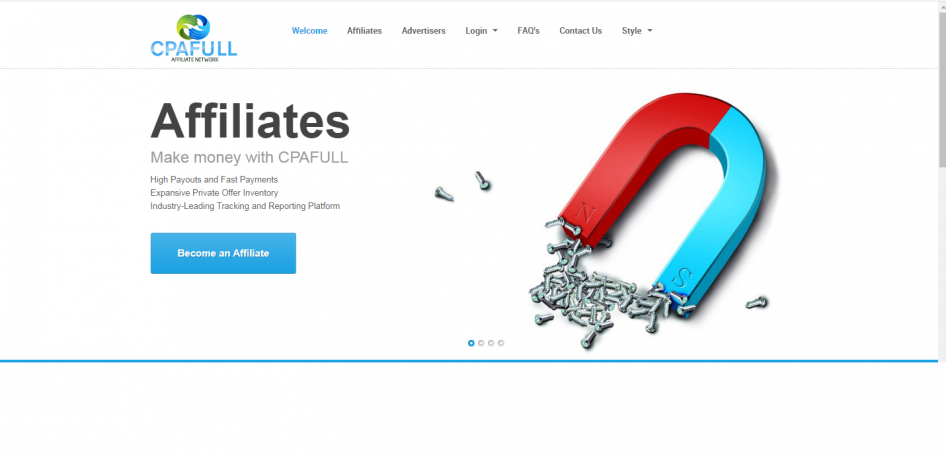 CPAFULL
AFFILIATE NETWORK
Welcome Affiliates Advertisers Login FAQ's Contact Us Style
Affiliates
Make money with CPAFULL
High Payouts and Fast Payments
Expansive Private Offer Inventory
Industry-Leading Tracking and Reporting Platform
Become an Affiliate
N
S